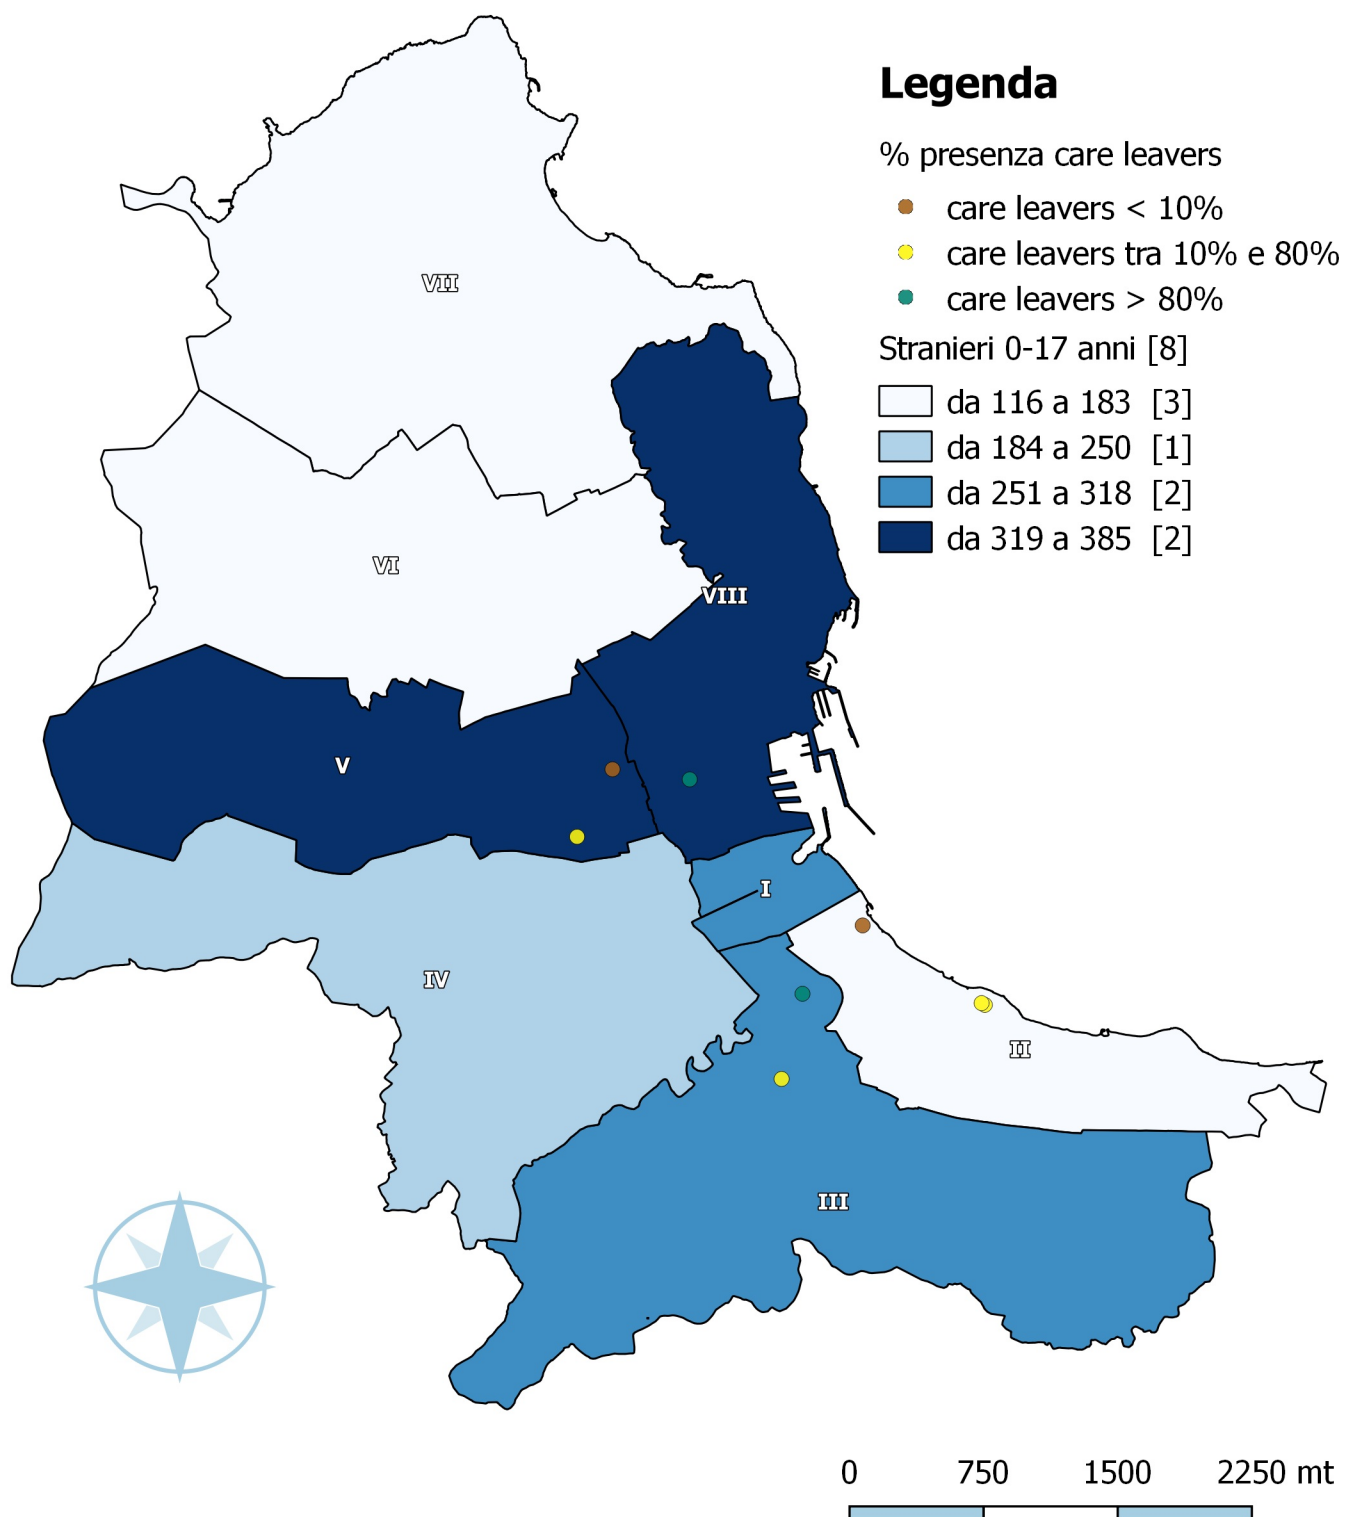 Legenda
% presenza care leavers
care leavers < 10%
care leavers tra 10% e 80%
care leavers > 80%
Stranieri 0-17 anni [8]
da 116 a 183 [3]
da 184 a 250 [1]
da 251 a 318 [2]
da 319 a 385 [2]
VII
VI
VIII
V
I
IV
II
III
0 750 1500 2250 mt